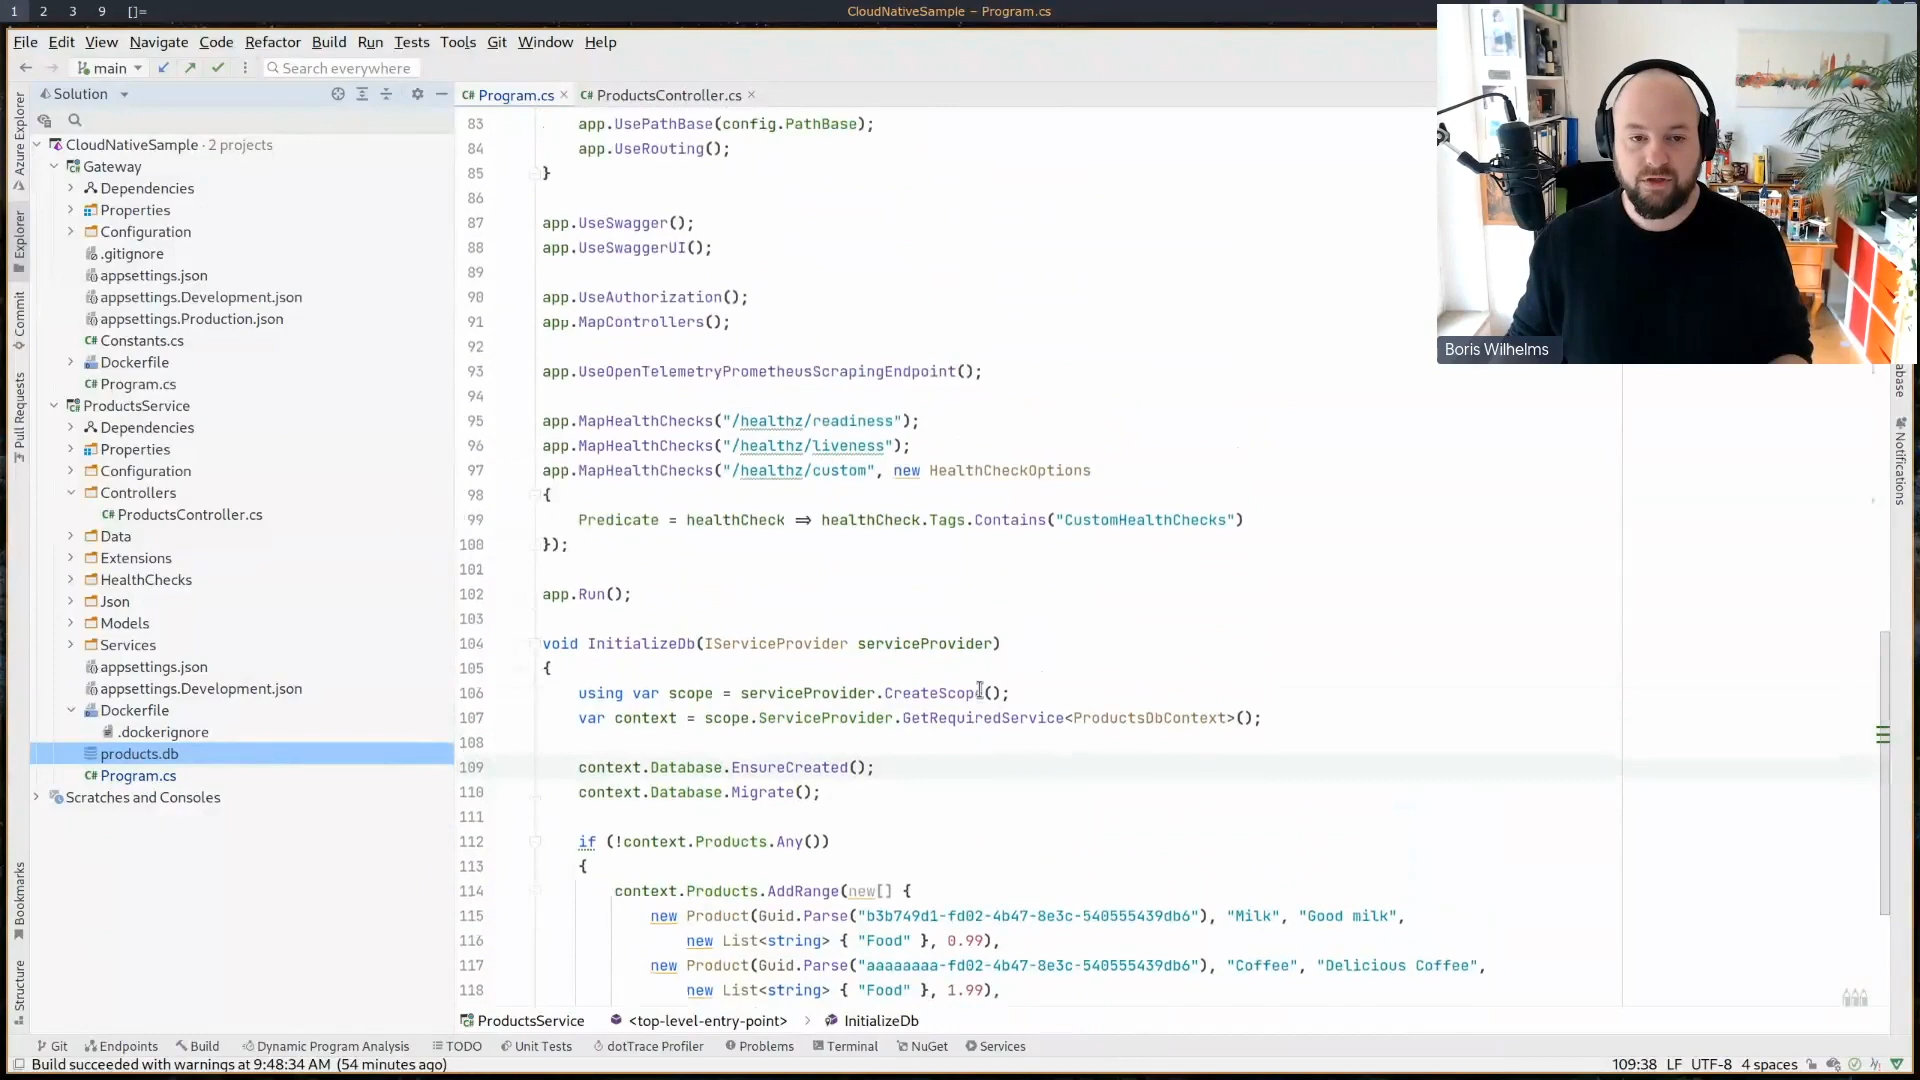 1 2 3 9 []=
CloudNativeSample – Program.cs
File Edit View Navigate Code Refactor Build Run Tests Tools Git Window Help
main Search everywhere
Solution
Program.cs ProductsController.cs
CloudNativeSample · 2 projects
Gateway
Dependencies
Properties
Configuration
.gitignore
appsettings.json
appsettings.Development.json
appsettings.Production.json
C# Constants.cs
Dockerfile
C# Program.cs
ProductsService
Dependencies
Properties
Configuration
Controllers
C# ProductsController.cs
Data
Extensions
HealthChecks
Json
Models
Services
appsettings.json
appsettings.Development.json
Dockerfile
.dockerignore
products.db
C# Program.cs
Scratches and Consoles
Azure Explorer
Explorer
Commit
Pull Requests
Bookmarks
Structure
83 app.UsePathBase(config.PathBase);
84 app.UseRouting();
85 }
86
87 app.UseSwagger();
88 app.UseSwaggerUI();
89
90 app.UseAuthorization();
91 app.MapControllers();
92
93 app.UseOpenTelemetryPrometheusScrapingEndpoint();
94
95 app.MapHealthChecks("/healthz/readiness");
96 app.MapHealthChecks("/healthz/liveness");
97 app.MapHealthChecks("/healthz/custom", new HealthCheckOptions
98 {
99 Predicate = healthCheck => healthCheck.Tags.Contains("CustomHealthChecks")
100 });
101
102 app.Run();
103
104 void InitializeDb(IServiceProvider serviceProvider)
105 {
106 using var scope = serviceProvider.CreateScope();
107 var context = scope.ServiceProvider.GetRequiredService<ProductsDbContext>();
108
109 context.Database.EnsureCreated();
110 context.Database.Migrate();
111
112 if (!context.Products.Any())
113 {
114 context.Products.AddRange(new[] {
115 new Product(Guid.Parse("b3b749d1-fd02-4b47-8e3c-540555439db6"), "Milk", "Good milk",
116 new List<string> { "Food" }, 0.99),
117 new Product(Guid.Parse("aaaaaaaa-fd02-4b47-8e3c-540555439db6"), "Coffee", "Delicious Coffee",
118 new List<string> { "Food" }, 1.99),
Boris Wilhelms
Notifications
ProductsService <top-level-entry-point> InitializeDb
Git Endpoints Build Dynamic Program Analysis TODO Unit Tests dotTrace Profiler Problems Terminal NuGet Services
Build succeeded with warnings at 9:48:34 AM (54 minutes ago)
109:38 LF UTF-8 4 spaces